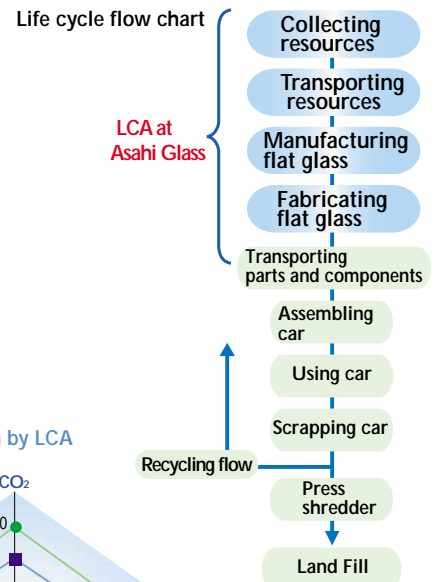 Life cycle flow chart
Collecting
resources
Transporting
resources
LCA at
Asahi Glass
Manufacturing
flat glass
Fabricating
flat glass
Transporting
parts and components
Assembling
car
Using car
Scrapping car
by LCA
Recycling flow
CO₂
Press
shredder
0
Land Fill